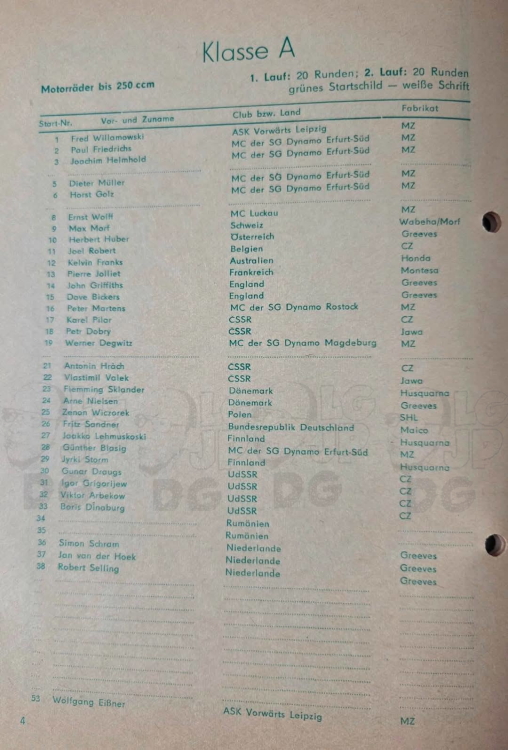 Klasse A
Motorräder bis 250 ccm
1. Lauf: 20 Runden; 2. Lauf: 20 Runden
grünes Startschild — weiße Schrift
Start-Nr. Vor- und Zuname Club bzw. Land Fabrikat
1 Fred Willamowski ASK Vorwärts Leipzig MZ
2 Paul Friedrichs MC der SG Dynamo Erfurt-Süd MZ
3 Joachim Helmhold MC der SG Dynamo Erfurt-Süd MZ
5 Dieter Müller MC der SG Dynamo Erfurt-Süd MZ
6 Horst Golz MC der SG Dynamo Erfurt-Süd MZ
8 Ernst Wolff MC Luckau MZ
9 Max Morf Schweiz Wabeha/Morf
10 Herbert Huber Österreich Greeves
11 Joel Robert Belgien CZ
12 Kelvin Franks Australien Honda
13 Pierre Jolliet Frankreich Montesa
14 John Griffiths England Greeves
15 Dave Bickers England Greeves
16 Peter Martens MC der SG Dynamo Rostock MZ
17 Karel Pilar CSSR CZ
18 Petr Dobry CSSR Jawa
19 Werner Degwitz MC der SG Dynamo Magdeburg MZ
21 Antonin Hrách CSSR CZ
22 Vlastimil Valek CSSR Jawa
23 Flemming Sklander Dänemark Husquarna
24 Arne Nielsen Dänemark Greeves
25 Zenon Wiczorek Polen SHL
26 Fritz Sandner Bundesrepublik Deutschland Maico
27 Jaakko Lehmuskoski Finnland Husquarna
28 Günther Blasig MC der SG Dynamo Erfurt-Süd MZ
29 Jyrki Storm Finnland Husquarna
30 Gunar Draugs UdSSR CZ
31 Igor Grigorijew UdSSR CZ
32 Viktor Arbekow UdSSR CZ
33 Boris Dinaburg UdSSR CZ
34 Rumänien
35 Rumänien
36 Simon Schram Niederlande Greeves
37 Jan van der Hoek Niederlande Greeves
38 Robert Selling Niederlande Greeves
53 Wolfgang Eißner ASK Vorwärts Leipzig MZ
4